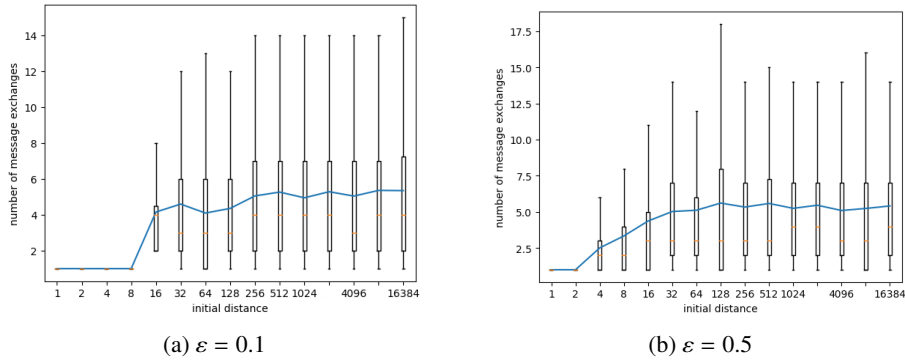 14
12
10
8
6
4
2
number of message exchanges
1 2 4 8 16 32 64 128 256 512 1024 4096 16384
initial distance
(a) ε = 0.1
17.5
15.0
12.5
10.0
7.5
5.0
2.5
number of message exchanges
1 2 4 8 16 32 64 128 256 512 1024 4096 16384
initial distance
(b) ε = 0.5